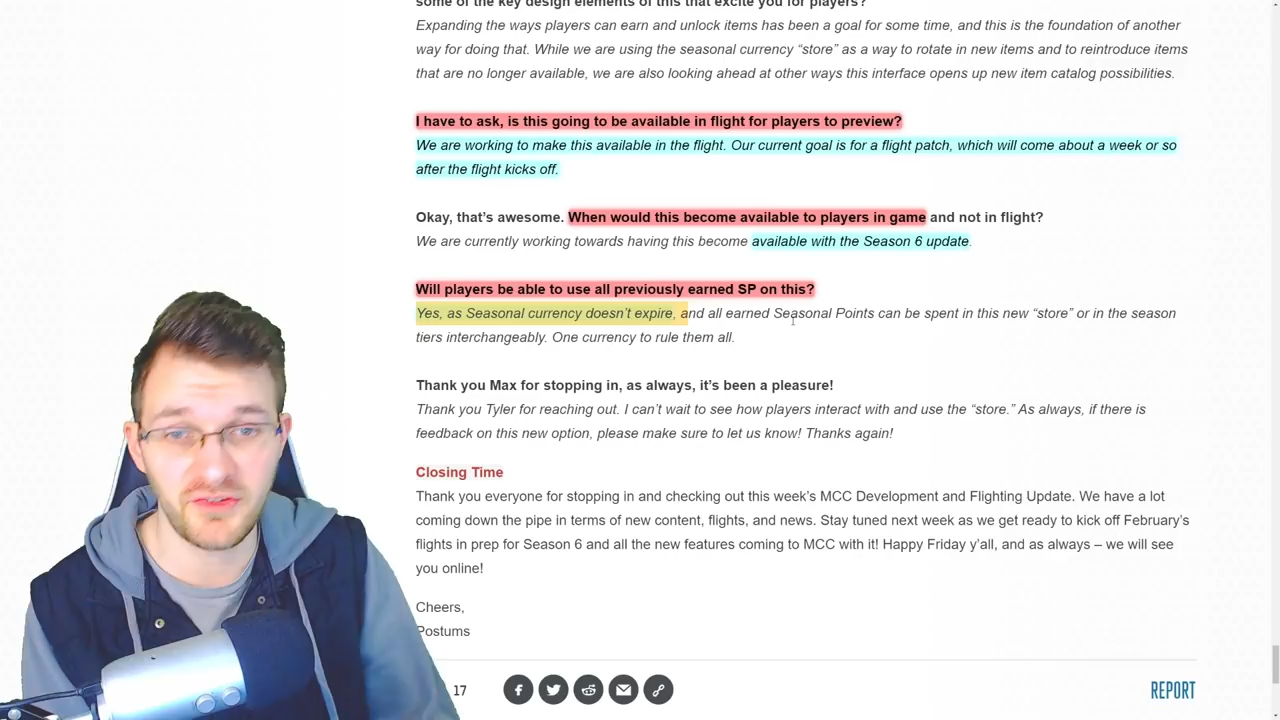 some of the key design elements of this that excite you for players?
Expanding the ways players can earn and unlock items has been a goal for some time, and this is the foundation of another
way for doing that. While we are using the seasonal currency “store” as a way to rotate in new items and to reintroduce items
that are no longer available, we are also looking ahead at other ways this interface opens up new item catalog possibilities.
I have to ask, is this going to be available in flight for players to preview?
We are working to make this available in the flight. Our current goal is for a flight patch, which will come about a week or so
after the flight kicks off.
Okay, that’s awesome. When would this become available to players in game and not in flight?
We are currently working towards having this become available with the Season 6 update.
Will players be able to use all previously earned SP on this?
Yes, as Seasonal currency doesn’t expire, and all earned Seasonal Points can be spent in this new “store” or in the season
tiers interchangeably. One currency to rule them all.
Thank you Max for stopping in, as always, it’s been a pleasure!
Thank you Tyler for reaching out. I can’t wait to see how players interact with and use the “store.” As always, if there is
feedback on this new option, please make sure to let us know! Thanks again!
Closing Time
Thank you everyone for stopping in and checking out this week’s MCC Development and Flighting Update. We have a lot
coming down the pipe in terms of new content, flights, and news. Stay tuned next week as we get ready to kick off February’s
flights in prep for Season 6 and all the new features coming to MCC with it! Happy Friday y’all, and as always – we will see
you online!
Cheers,
Postums
17
REPORT